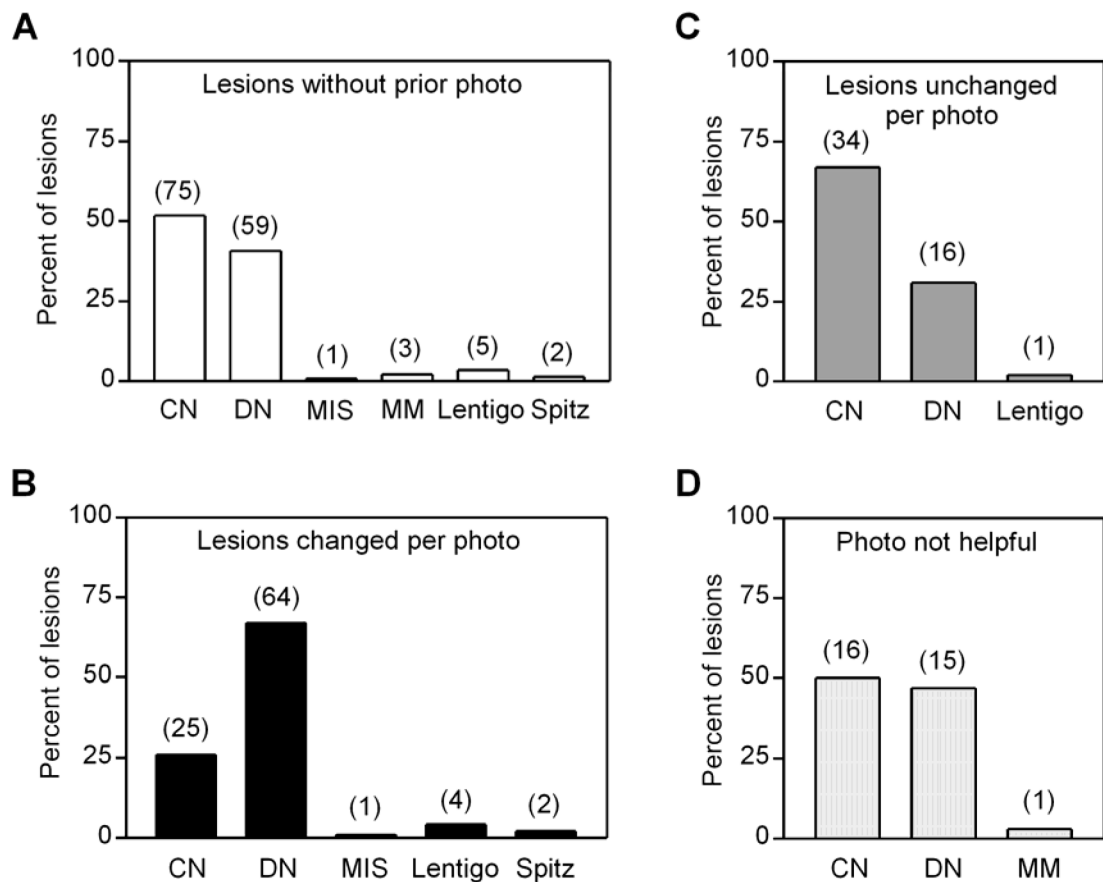 A
Lesions without prior photo
Percent of lesions
100
75
50
25
0
(75)
(59)
(1)
(3)
(5)
(2)
CN DN MIS MM Lentigo Spitz
B
Lesions changed per photo
Percent of lesions
100
75
50
25
0
(25)
(64)
(1)
(4)
(2)
CN DN MIS Lentigo Spitz
C
Lesions unchanged
per photo
Percent of lesions
100
75
50
25
0
(34)
(16)
(1)
CN DN Lentigo
D
Photo not helpful
Percent of lesions
100
75
50
25
0
(16)
(15)
(1)
CN DN MM